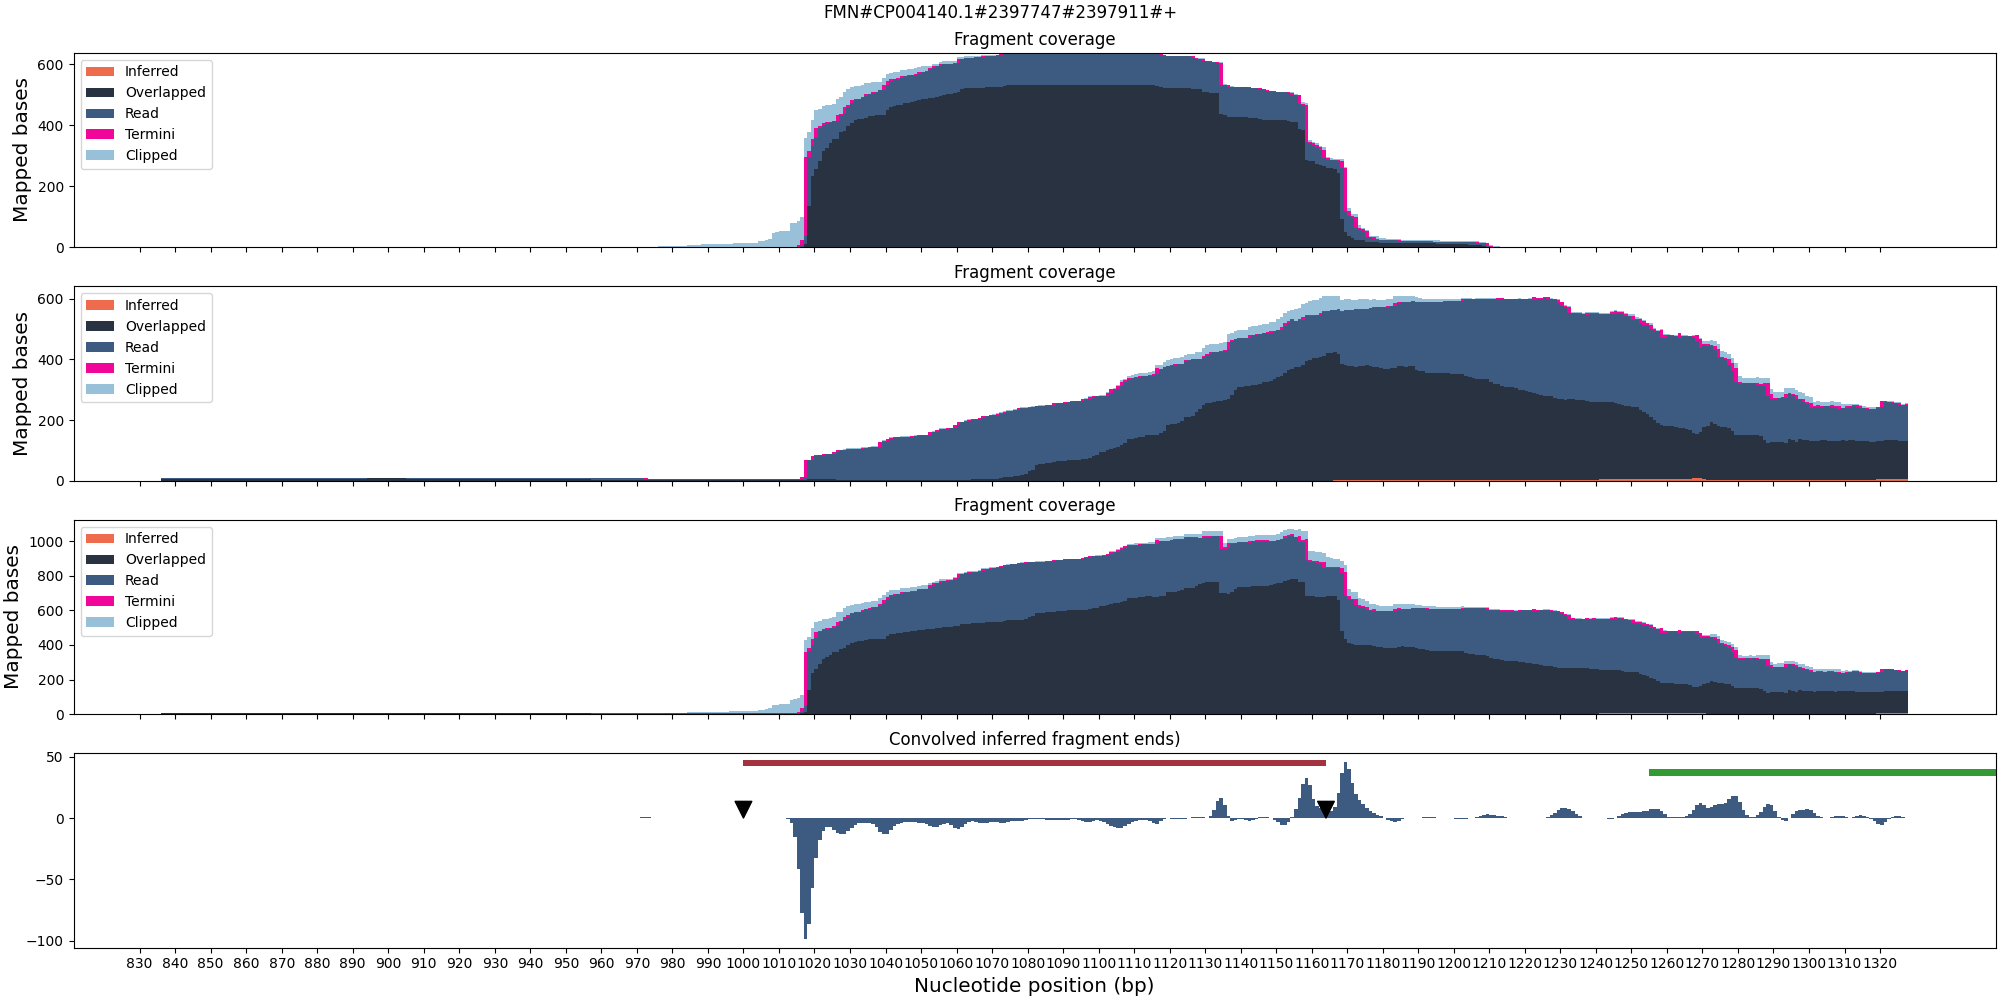 FMN#CP004140.1#2397747#2397911#+
Fragment coverage
Mapped bases
600
400
200
0
Inferred
Overlapped
Read
Termini
Clipped
Fragment coverage
Mapped bases
600
400
200
0
Inferred
Overlapped
Read
Termini
Clipped
Fragment coverage
Mapped bases
1000
800
600
400
200
0
Inferred
Overlapped
Read
Termini
Clipped
Convolved inferred fragment ends)
50
0
−50
−100
830 840 850 860 870 880 890 900 910 920 930 940 950 960 970 980 990 1000 1010 1020 1030 1040 1050 1060 1070 1080 1090 1100 1110 1120 1130 1140 1150 1160 1170 1180 1190 1200 1210 1220 1230 1240 1250 1260 1270 1280 1290 1300 1310 1320
Nucleotide position (bp)